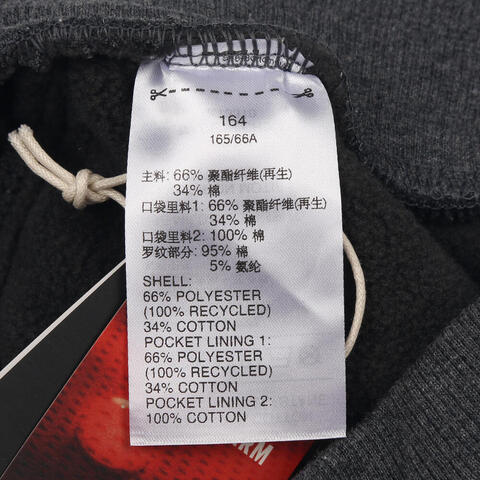 164
165/66A
主料: 66% 聚酯纤维(再生)
34% 棉
口袋里料1: 66% 聚酯纤维(再生)
34% 棉
口袋里料2: 100% 棉
罗纹部分: 95% 棉
5% 氨纶
SHELL:
66% POLYESTER
(100% RECYCLED)
34% COTTON
POCKET LINING 1:
66% POLYESTER
(100% RECYCLED)
34% COTTON
POCKET LINING 2:
100% COTTON